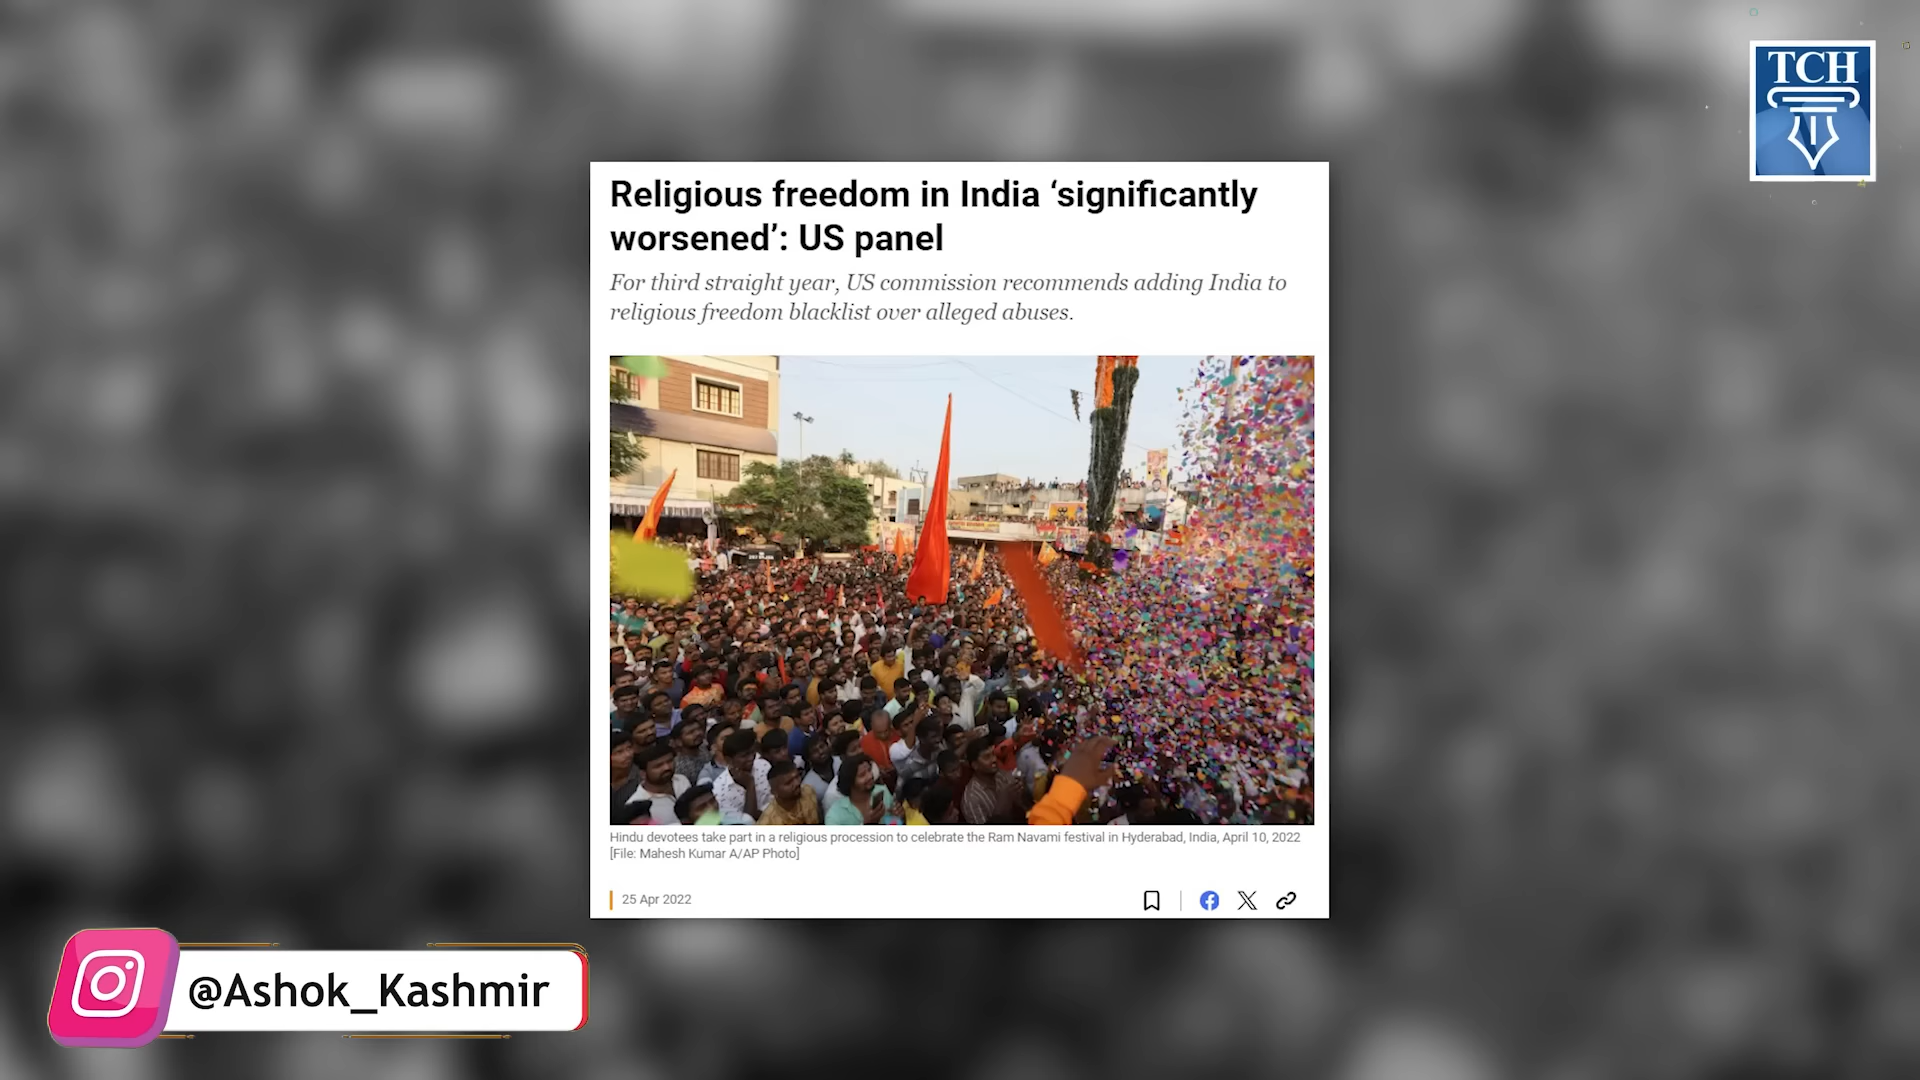 TCH
Religious freedom in India ‘significantly
worsened’: US panel
For third straight year, US commission recommends adding India to
religious freedom blacklist over alleged abuses.
Hindu devotees take part in a religious procession to celebrate the Ram Navami festival in Hyderabad, India, April 10, 2022
[File: Mahesh Kumar A/AP Photo]
25 Apr 2022
@Ashok_Kashmir